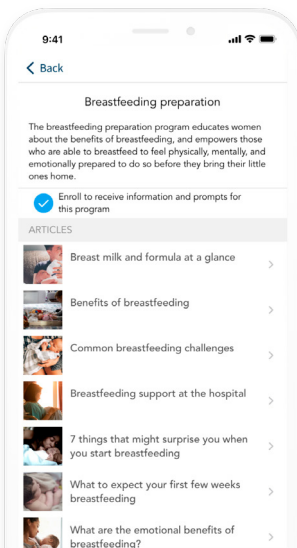 9:41
Back
Breastfeeding preparation
The breastfeeding preparation program educates women
about the benefits of breastfeeding, and empowers those
who are able to breastfeed to feel physically, mentally, and
emotionally prepared to do so before they bring their little
ones home.
Enroll to receive information and prompts for
this program
ARTICLES
Breast milk and formula at a glance
Benefits of breastfeeding
Common breastfeeding challenges
Breastfeeding support at the hospital
7 things that might surprise you when
you start breastfeeding
What to expect your first few weeks
breastfeeding
What are the emotional benefits of
breastfeeding?